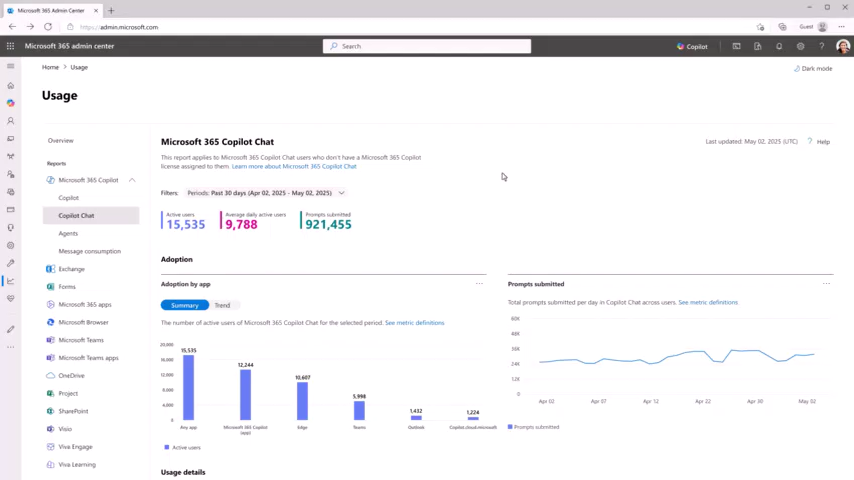 Microsoft 365 Admin Center
https://admin.microsoft.com
Guest
Microsoft 365 admin center
Search
Copilot
Home > Usage
Dark mode
Usage
Overview
Reports
Microsoft 365 Copilot
Copilot
Copilot Chat
Agents
Message consumption
Exchange
Forms
Microsoft 365 apps
Microsoft Browser
Microsoft Teams
Microsoft Teams apps
OneDrive
Project
SharePoint
Visio
Viva Engage
Viva Learning
Microsoft 365 Copilot Chat
Last updated: May 02, 2025 (UTC)
Help
This report applies to Microsoft 365 Copilot Chat users who don't have a Microsoft 365 Copilot
license assigned to them. Learn more about Microsoft 365 Copilot Chat
Filters: Periods: Past 30 days (Apr 02, 2025 - May 02, 2025)
Active users
15,535
Average daily active users
9,788
Prompts submitted
921,455
Adoption
Adoption by app
Summary
Trend
The number of active users of Microsoft 365 Copilot Chat for the selected period. See metric definitions
20,000
16,000
12,000
8,000
4,000
0
15,535
12,244
10,607
5,998
1,432
1,224
Any app
Microsoft 365 Copilot
(app)
Edge
Teams
Outlook
Copilot.cloud.microsoft
Active users
Prompts submitted
Total prompts submitted per day in Copilot Chat across users. See metric definitions
60K
48K
36K
24K
12K
0
Apr 02
Apr 07
Apr 12
Apr 22
Apr 30
May 02
Prompts submitted
Usage details